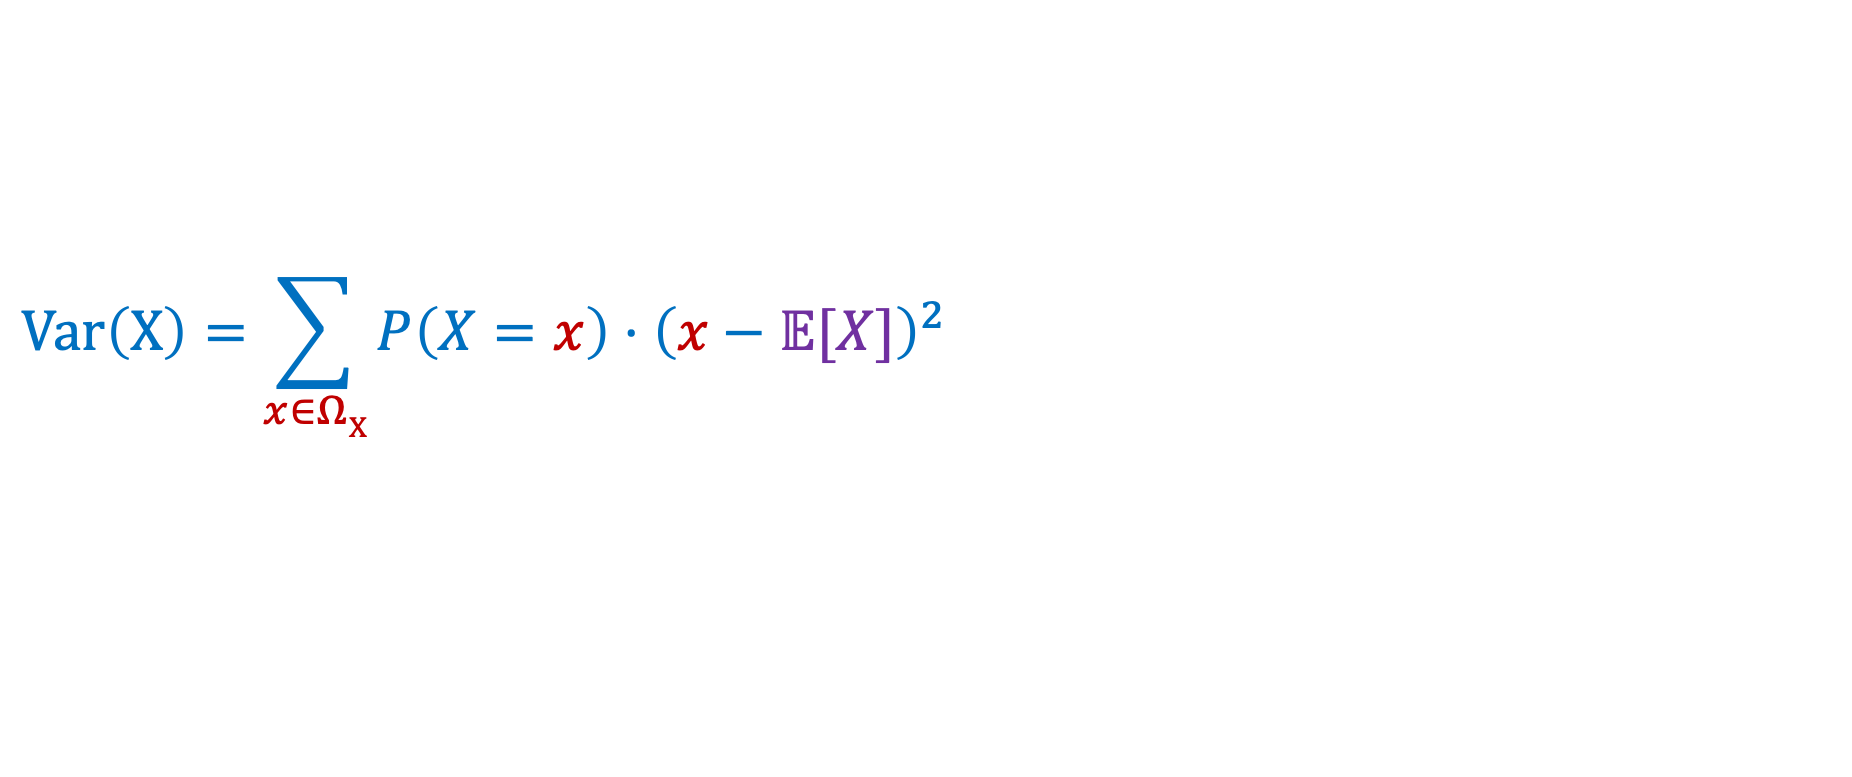 Var(X) = ∑_{x∈Ω_X} P(X = x) · (x − 𝔼[X])²